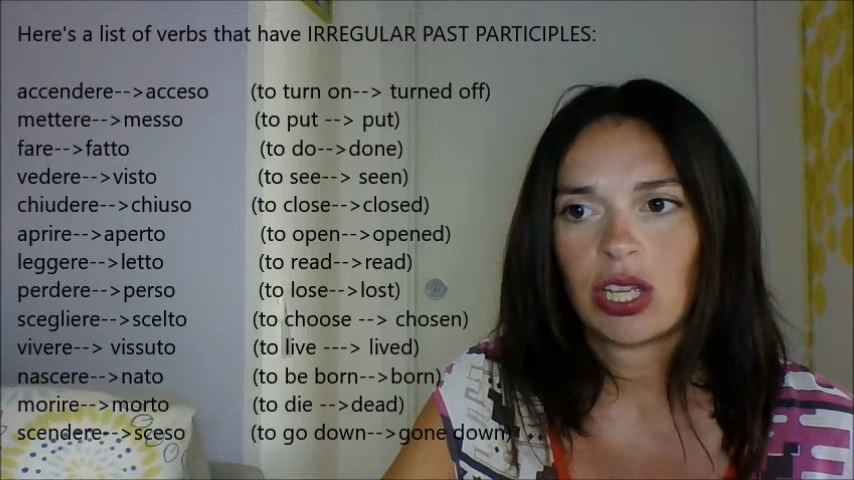 Here's a list of verbs that have IRREGULAR PAST PARTICIPLES:
accendere-->acceso (to turn on--> turned off)
mettere-->messo (to put --> put)
fare-->fatto (to do-->done)
vedere-->visto (to see--> seen)
chiudere-->chiuso (to close-->closed)
aprire-->aperto (to open-->opened)
leggere-->letto (to read-->read)
perdere-->perso (to lose-->lost)
scegliere-->scelto (to choose --> chosen)
vivere--> vissuto (to live ---> lived)
nascere-->nato (to be born-->born)
morire-->morto (to die -->dead)
scendere-->sceso (to go down-->gone down)